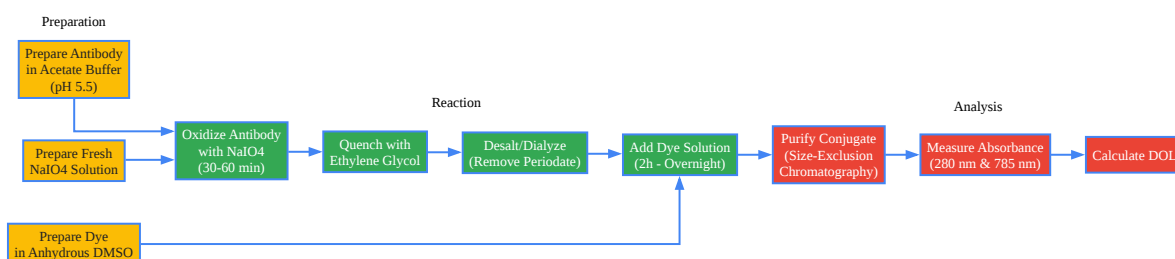 Preparation
Prepare Antibody
in Acetate Buffer
(pH 5.5)
Prepare Fresh
NaIO4 Solution
Prepare Dye
in Anhydrous DMSO
Reaction
Oxidize Antibody
with NaIO4
(30-60 min)
Quench with
Ethylene Glycol
Desalt/Dialyze
(Remove Periodate)
Add Dye Solution
(2h - Overnight)
Analysis
Purify Conjugate
(Size-Exclusion
Chromatography)
Measure Absorbance
(280 nm & 785 nm)
Calculate DOL